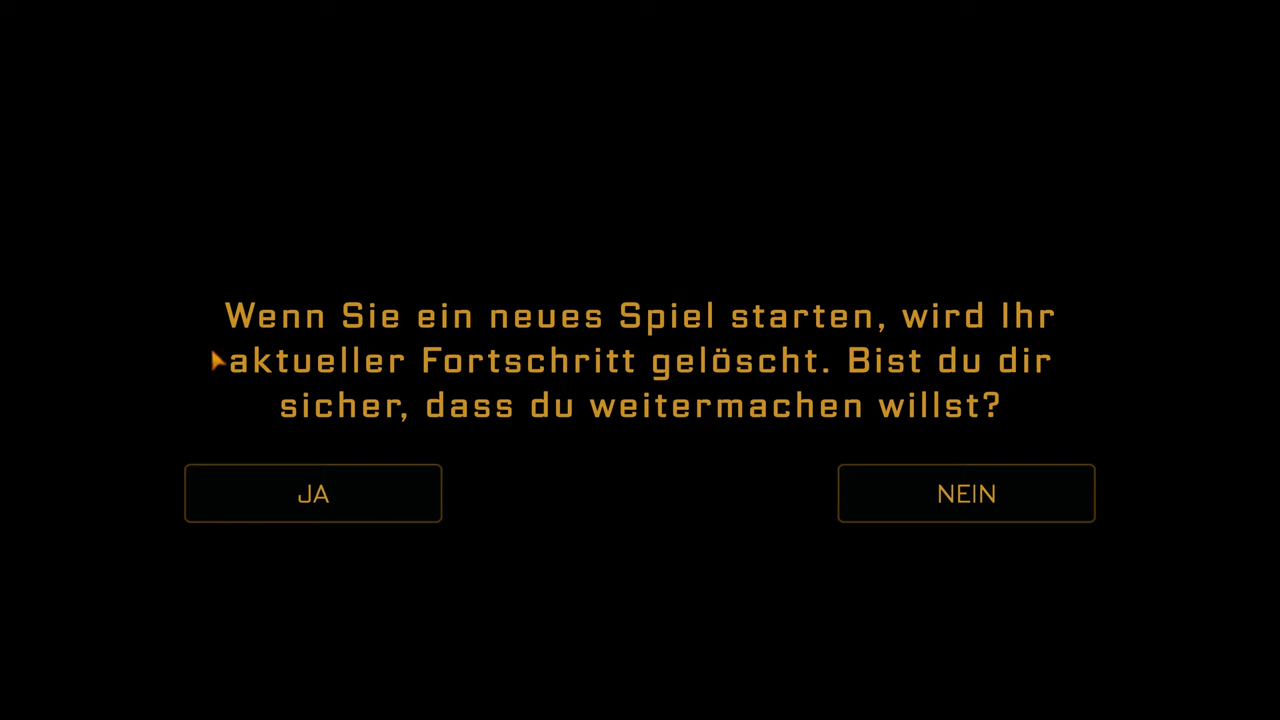 Wenn Sie ein neues Spiel starten, wird Ihr
aktueller Fortschritt gelöscht. Bist du dir
sicher, dass du weitermachen willst?
JA
NEIN